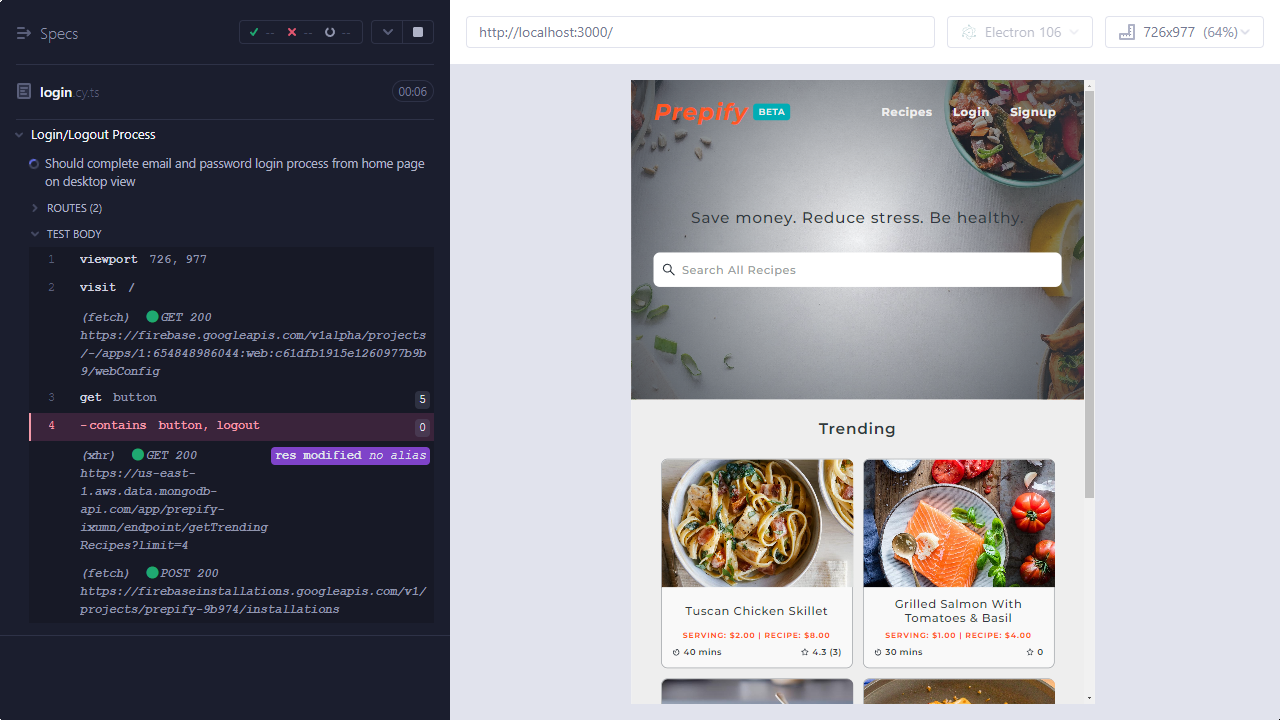 Specs
--
--
--
login.cy.ts
00:06
Login/Logout Process
Should complete email and password login process from home page
on desktop view
ROUTES (2)
TEST BODY
1 viewport 726, 977
2 visit /
(fetch) GET 200
https://firebase.googleapis.com/v1alpha/projects
/-/apps/1:654848986044:web:c61dfb1915e1260977b9b
9/webConfig
3 get button 5
4 -contains button, logout 0
(xhr) GET 200 res modified no alias
https://us-east-
1.aws.data.mongodb-
api.com/app/prepify-
ixumn/endpoint/getTrending
Recipes?limit=4
(fetch) POST 200
https://firebaseinstallations.googleapis.com/v1/
projects/prepify-9b974/installations
http://localhost:3000/
Electron 106
726x977 (64%)
Prepify BETA
Recipes Login Signup
Save money. Reduce stress. Be healthy.
Search All Recipes
Trending
Tuscan Chicken Skillet
SERVING: $2.00 | RECIPE: $8.00
40 mins 4.3 (3)
Grilled Salmon With
Tomatoes & Basil
SERVING: $1.00 | RECIPE: $4.00
30 mins 0